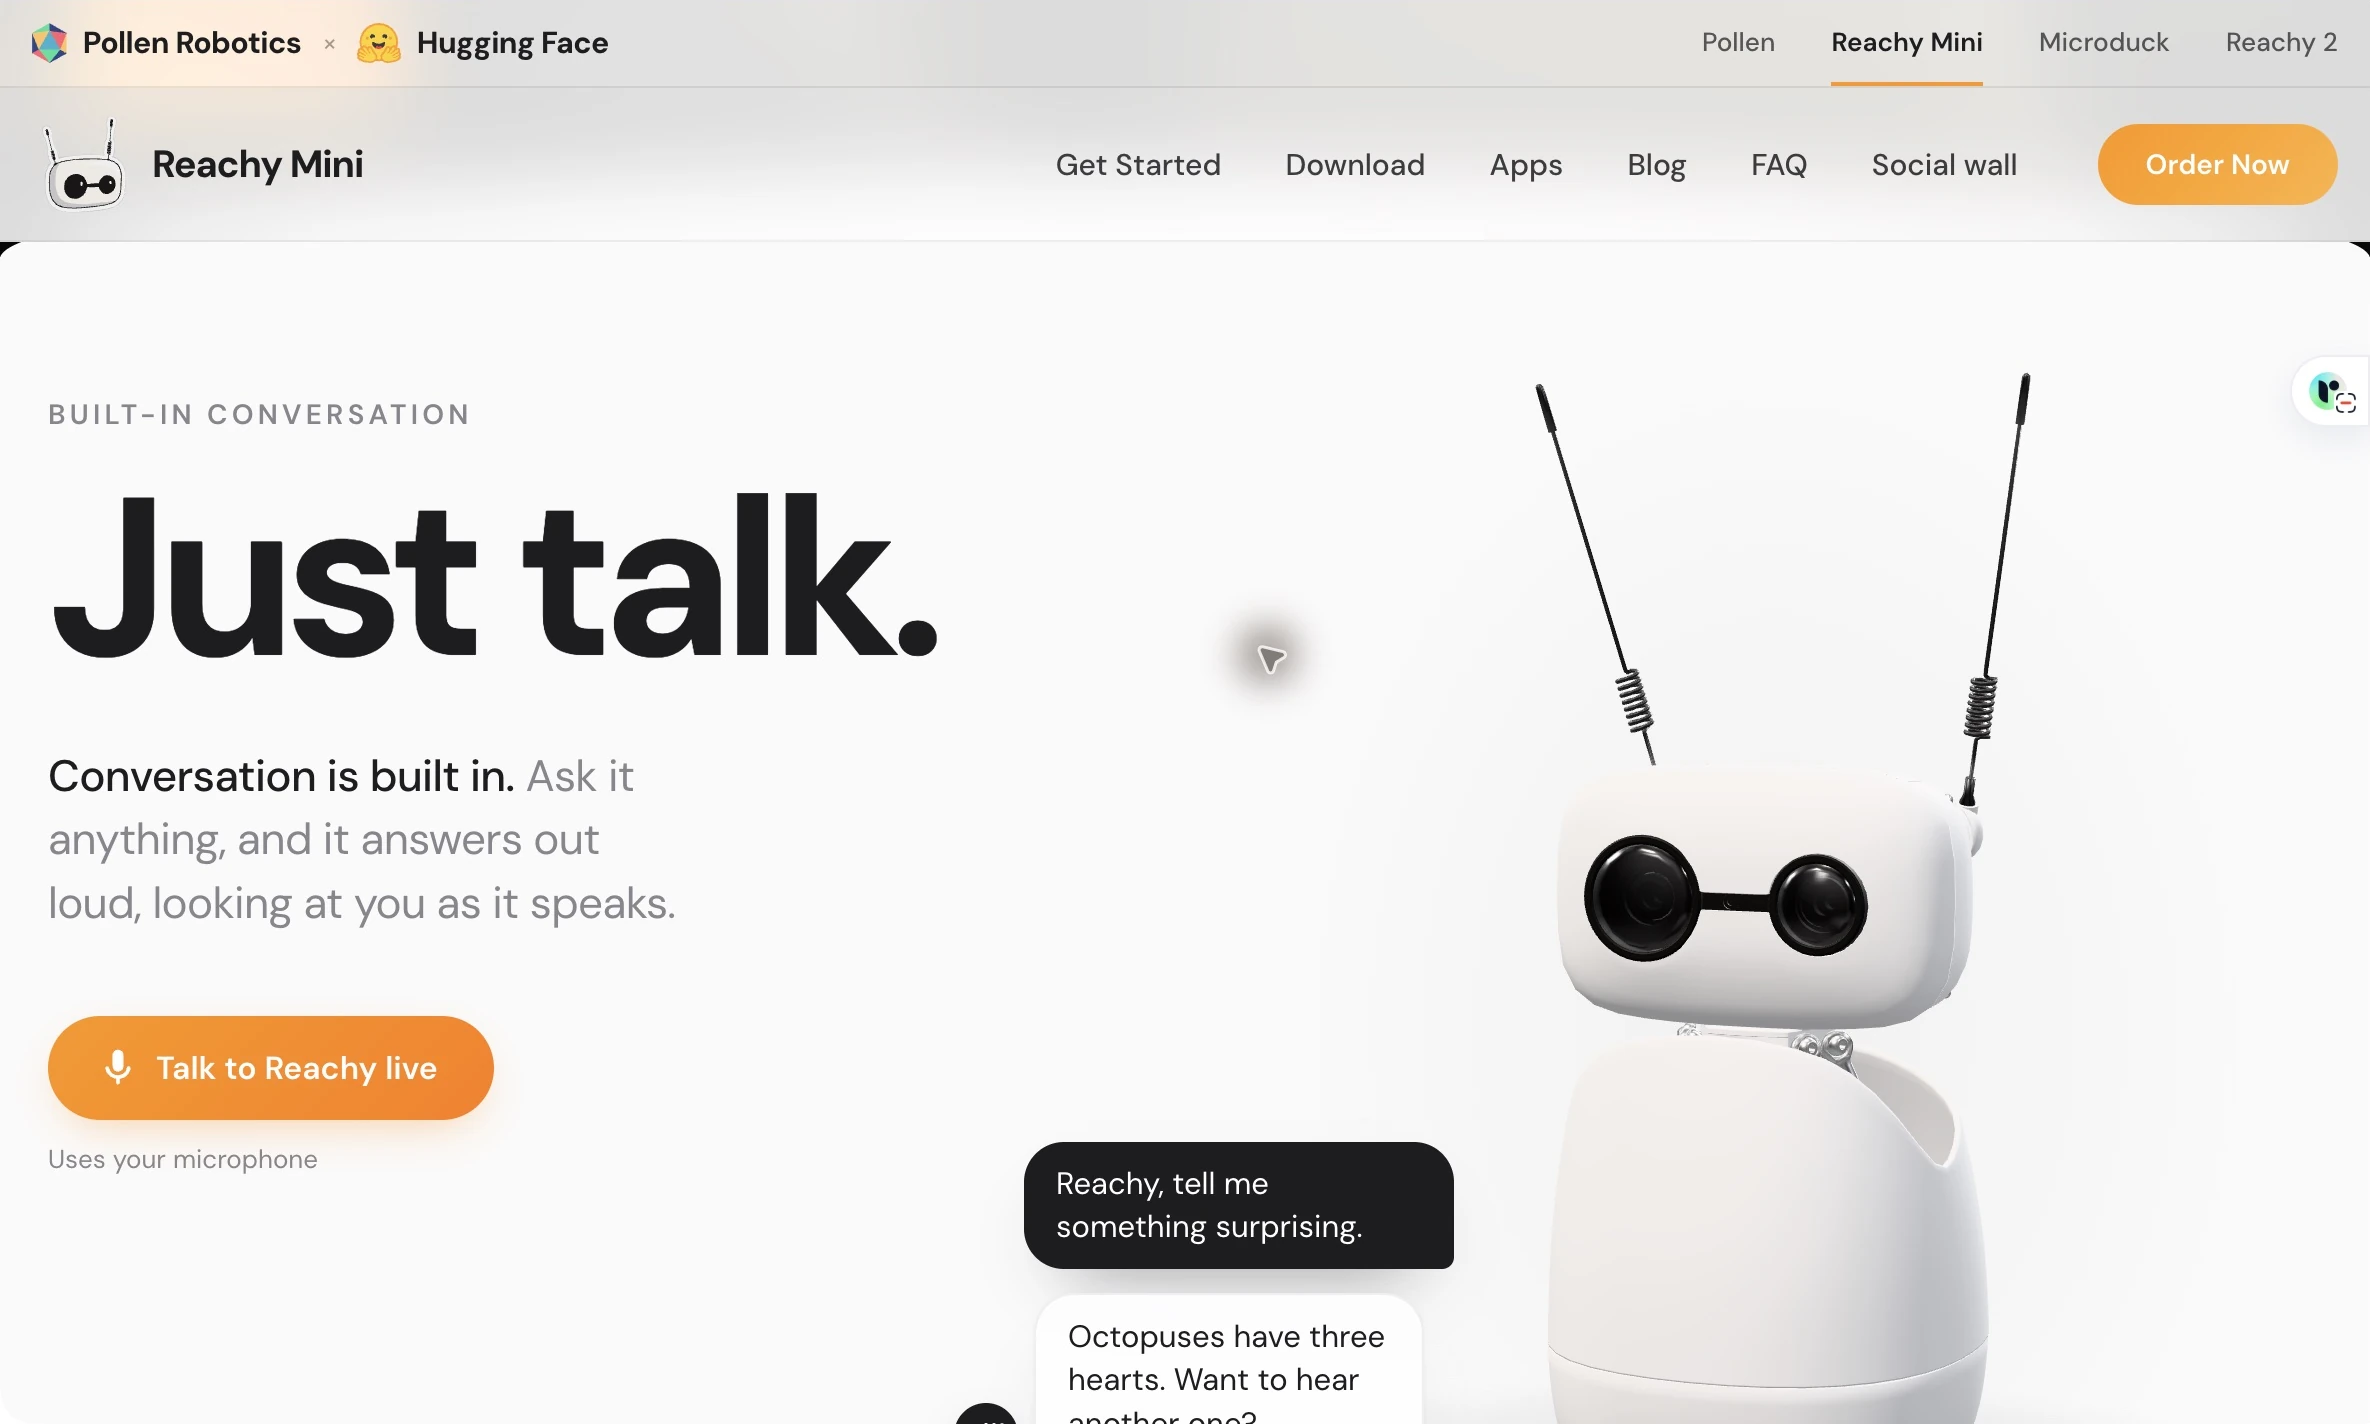 Pollen Robotics × Hugging Face
Pollen
Reachy Mini
Microduck
Reachy 2
Reachy Mini
Get Started
Download
Apps
Blog
FAQ
Social wall
Order Now
BUILT-IN CONVERSATION
Just talk.
Conversation is built in. Ask it
anything, and it answers out
loud, looking at you as it speaks.
Talk to Reachy live
Uses your microphone
Reachy, tell me
something surprising.
Octopuses have three
hearts. Want to hear
another one?